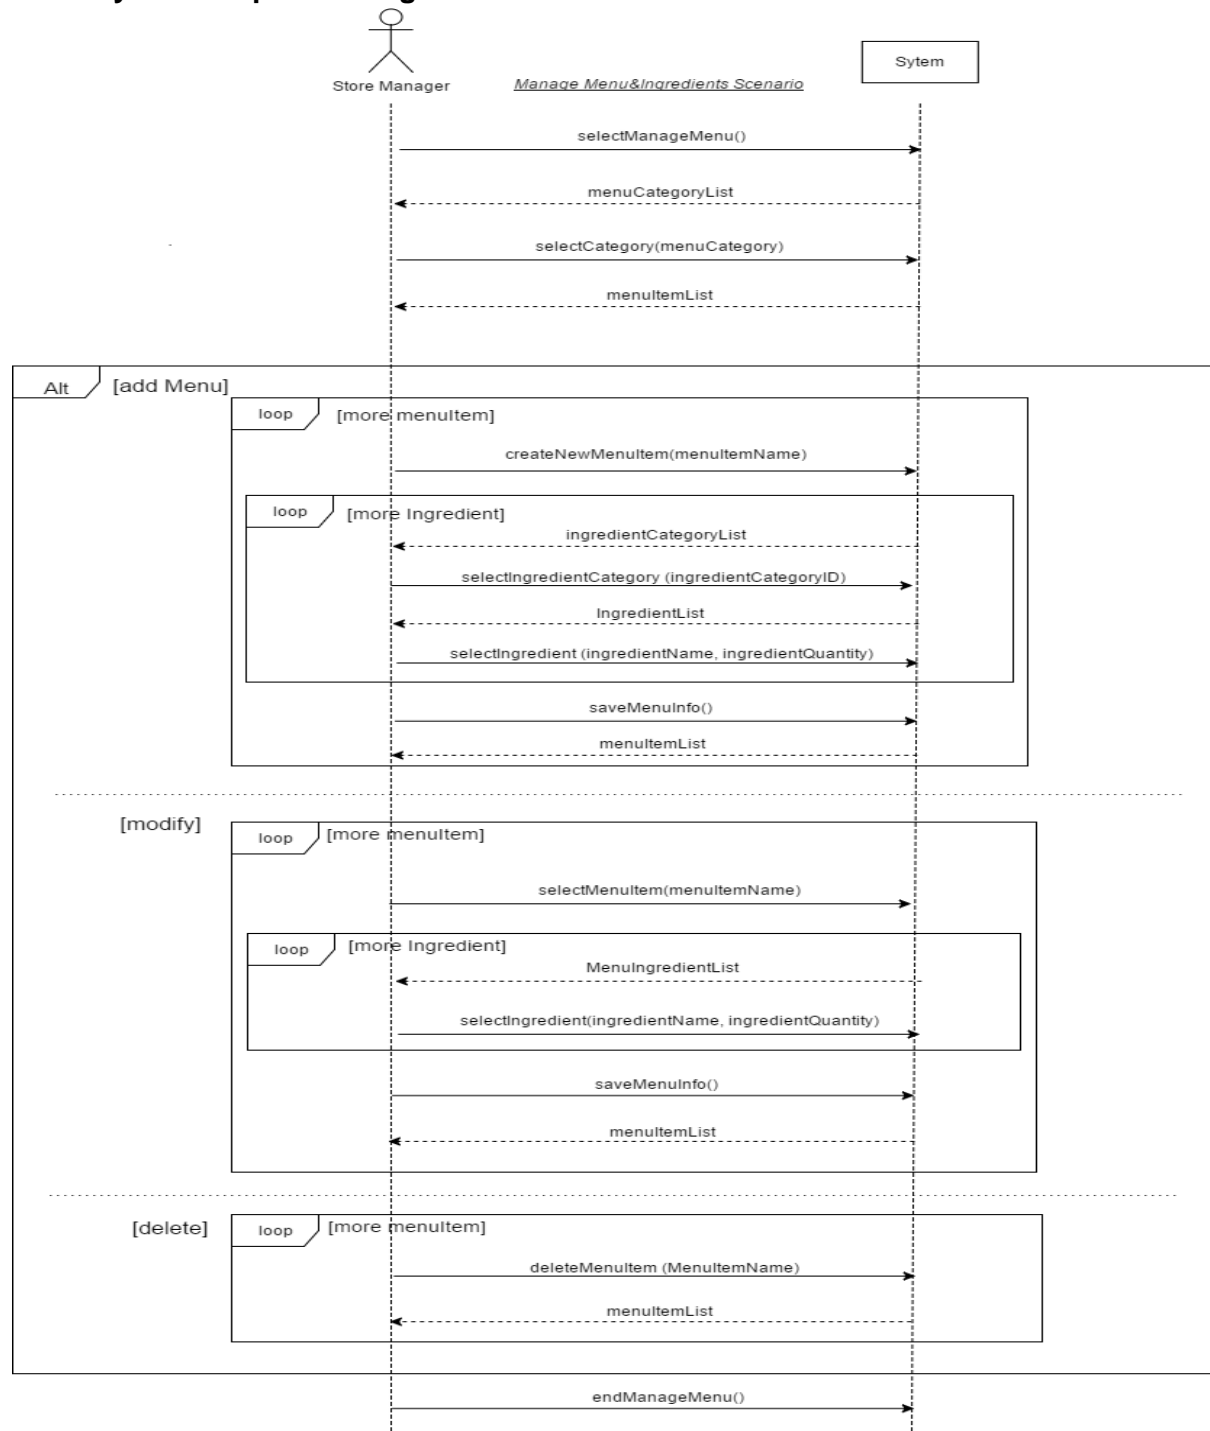 Sytem
Store Manager
Manage Menu&Ingredients Scenario
selectManageMenu()
menuCategoryList
selectCategory(menuCategory)
menuItemList
Alt
[add Menu]
loop
[more menuItem]
createNewMenuItem(menuItemName)
loop
[more Ingredient]
ingredientCategoryList
selectIngredientCategory (ingredientCategoryID)
IngredientList
selectIngredient (ingredientName, ingredientQuantity)
saveMenuInfo()
menuItemList
[modify]
loop
[more menuItem]
selectMenuItem(menuItemName)
loop
[more Ingredient]
MenuIngredientList
selectIngredient(ingredientName, ingredientQuantity)
saveMenuInfo()
menuItemList
[delete]
loop
[more menuItem]
deleteMenuItem (MenuItemName)
menuItemList
endManageMenu()